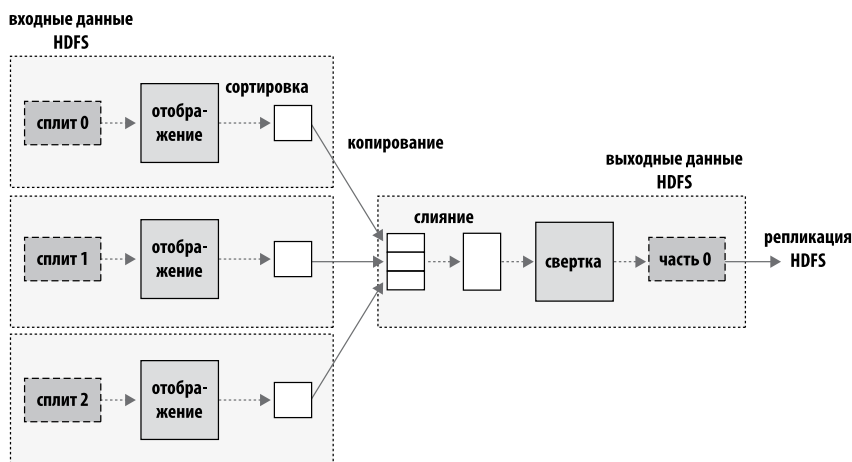 входные данные
HDFS
сплит 0
отобра-
жение
сортировка
копирование
сплит 1
отобра-
жение
сплит 2
отобра-
жение
слияние
свертка
выходные данные
HDFS
часть 0
репликация
HDFS